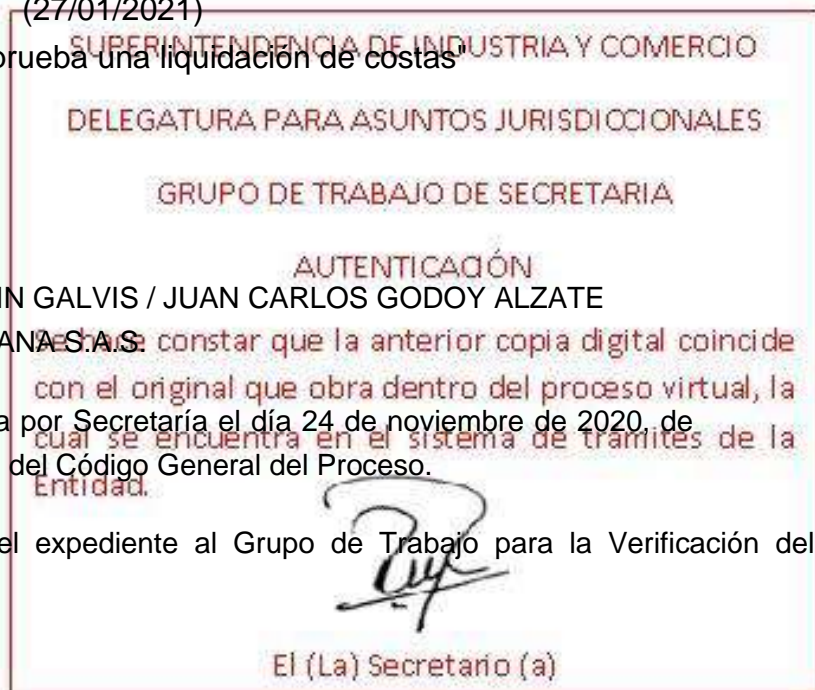 (27/01/2021)
SUPERINTENDENCIA DE INDUSTRIA Y COMERCIO
prueba una liquidación de costas"
DELEGATURA PARA ASUNTOS JURISDICCIONALES
GRUPO DE TRABAJO DE SECRETARIA
AUTENTICACIÓN
IN GALVIS / JUAN CARLOS GODOY ALZATE
ANA S.A.S.
Se hace constar que la anterior copia digital coincide
con el original que obra dentro del proceso virtual, la
a por Secretaría el día 24 de noviembre de 2020, de
cual se encuentra en el sistema de tramites de la
del Código General del Proceso.
Entidad.
el expediente al Grupo de Trabajo para la Verificación del
El (La) Secretario (a)